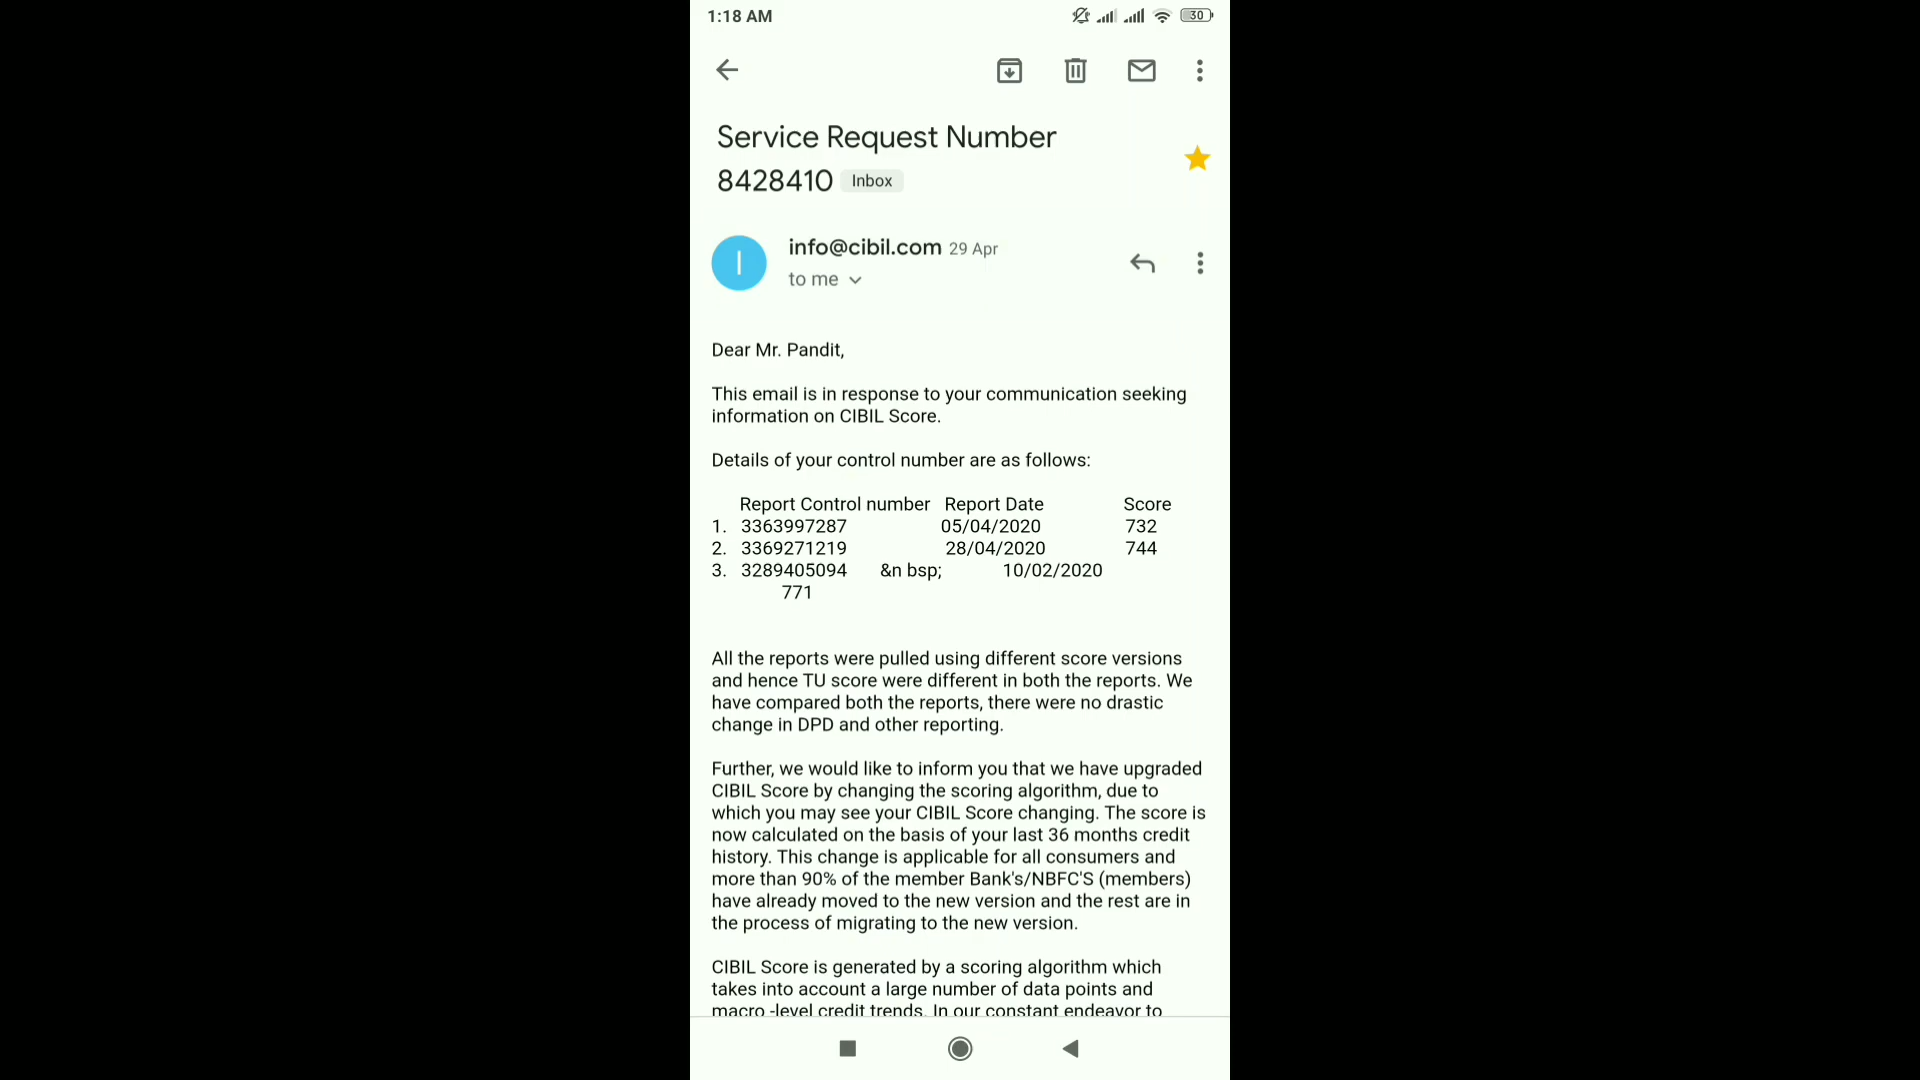 1:18 AM
30
Service Request Number
8428410 Inbox
I
info@cibil.com 29 Apr
to me
Dear Mr. Pandit,
This email is in response to your communication seeking
information on CIBIL Score.
Details of your control number are as follows:
Report Control number Report Date Score
1. 3363997287 05/04/2020 732
2. 3369271219 28/04/2020 744
3. 3289405094 &n bsp; 10/02/2020
771
All the reports were pulled using different score versions
and hence TU score were different in both the reports. We
have compared both the reports, there were no drastic
change in DPD and other reporting.
Further, we would like to inform you that we have upgraded
CIBIL Score by changing the scoring algorithm, due to
which you may see your CIBIL Score changing. The score is
now calculated on the basis of your last 36 months credit
history. This change is applicable for all consumers and
more than 90% of the member Bank's/NBFC'S (members)
have already moved to the new version and the rest are in
the process of migrating to the new version.
CIBIL Score is generated by a scoring algorithm which
takes into account a large number of data points and
macro -level credit trends. In our constant endeavor to